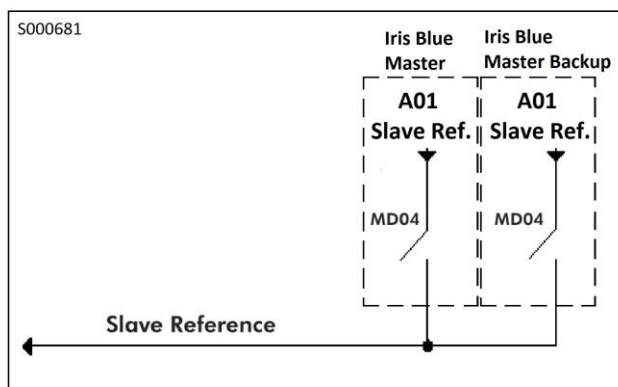 S000681
Iris Blue
Master
Iris Blue
Master Backup
A01
Slave Ref.
A01
Slave Ref.
MD04
MD04
Slave Reference